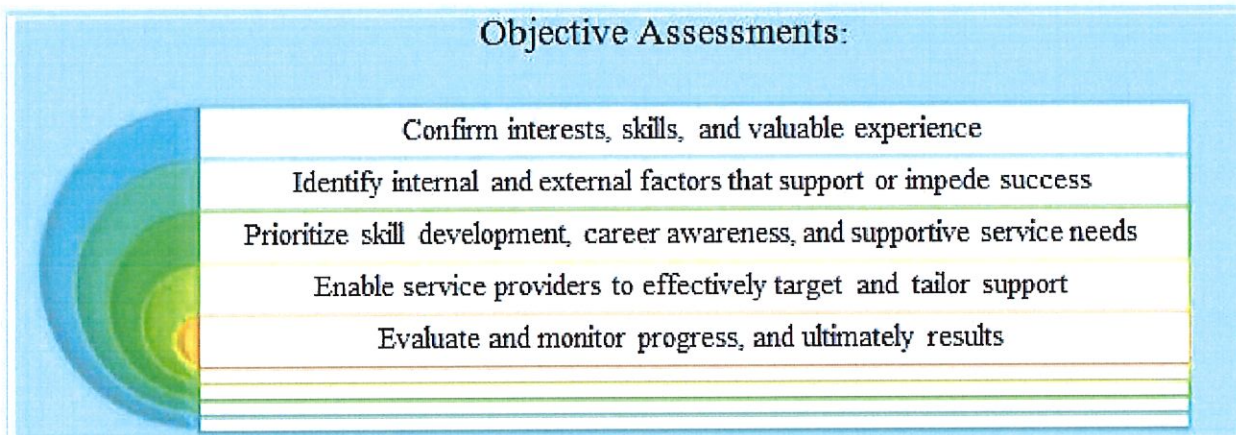 Objective Assessments:
Confirm interests, skills, and valuable experience
Identify internal and external factors that support or impede success
Prioritize skill development, career awareness, and supportive service needs
Enable service providers to effectively target and tailor support
Evaluate and monitor progress, and ultimately results